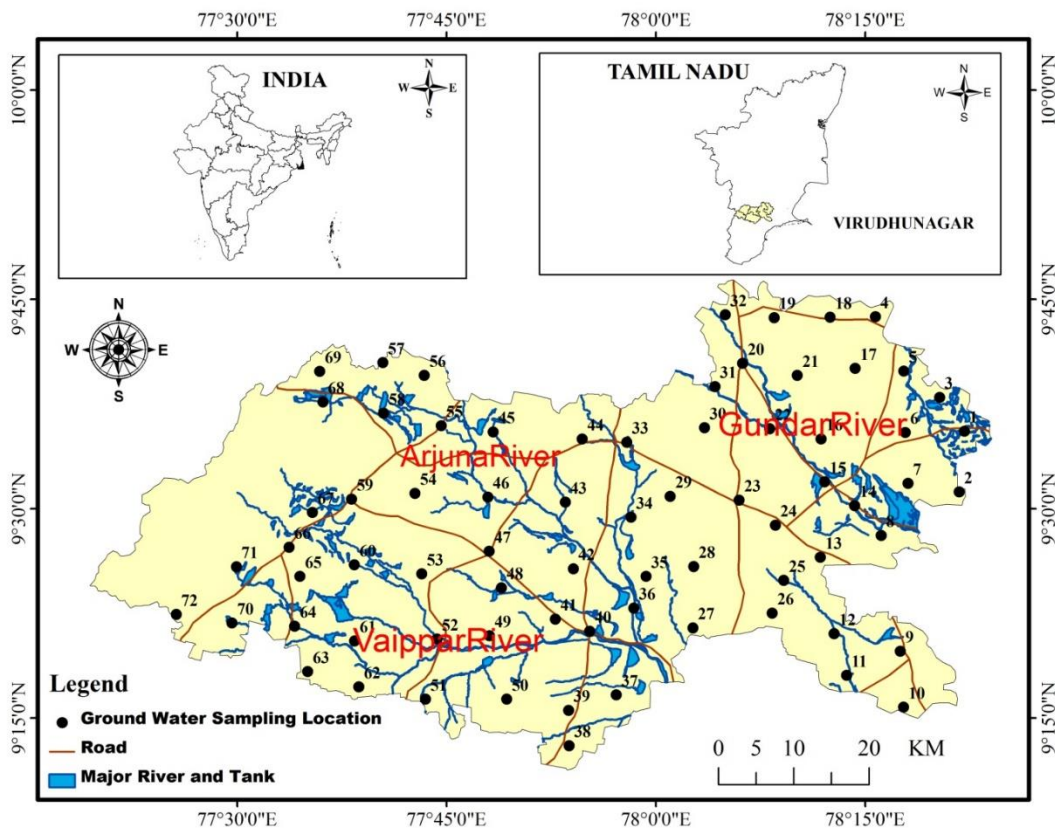 77°30'0"E 77°45'0"E 78°0'0"E 78°15'0"E
10°0'0"N
10°0'0"N
9°45'0"N
9°45'0"N
9°30'0"N
9°30'0"N
9°15'0"N
9°15'0"N
INDIA
N
W E
S
TAMIL NADU
N
W E
S
VIRUDHUNAGAR
N
W E
S
32 19 18 4
20 21 17 5
31 3
30 22 16 6 1
GundarRiver
15 7 2
14 8
69 57 56
68 58 55 45
44 33
ArjunaRiver
59 54 46 43 34 29 23 24
67
66 60 53 47 42 35 28 13
71 65 48 36 25
72 70 64 61 52 49 41 40 27 26 12 9
VaipparRiver
63 62 51 50 39 37 11 10
38
Legend
Ground Water Sampling Location
Road
Major River and Tank
0 5 10 20 KM
77°30'0"E 77°45'0"E 78°0'0"E 78°15'0"E